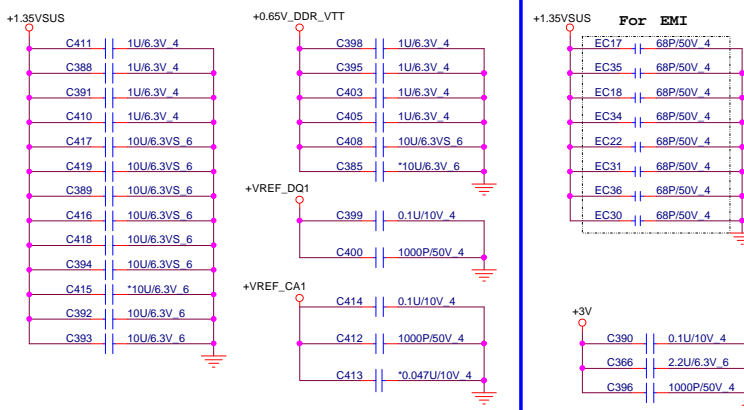 +1.35VSUS
C411 1U/6.3V_4
C388 1U/6.3V_4
C391 1U/6.3V_4
C410 1U/6.3V_4
C417 10U/6.3VS_6
C419 10U/6.3VS_6
C389 10U/6.3VS_6
C416 10U/6.3VS_6
C418 10U/6.3VS_6
C394 10U/6.3VS_6
C415 *10U/6.3V_6
C392 10U/6.3V_6
C393 10U/6.3V_6
+0.65V_DDR_VTT
C398 1U/6.3V_4
C395 1U/6.3V_4
C403 1U/6.3V_4
C405 1U/6.3V_4
C408 10U/6.3VS_6
C385 *10U/6.3V_6
+VREF_DQ1
C399 0.1U/10V_4
C400 1000P/50V_4
+VREF_CA1
C414 0.1U/10V_4
C412 1000P/50V_4
C413 *0.047U/10V_4
+1.35VSUS For EMI
EC17 68P/50V_4
EC35 68P/50V_4
EC18 68P/50V_4
EC34 68P/50V_4
EC22 68P/50V_4
EC31 68P/50V_4
EC36 68P/50V_4
EC30 68P/50V_4
+3V
C390 0.1U/10V_4
C366 2.2U/6.3V_6
C396 1000P/50V_4